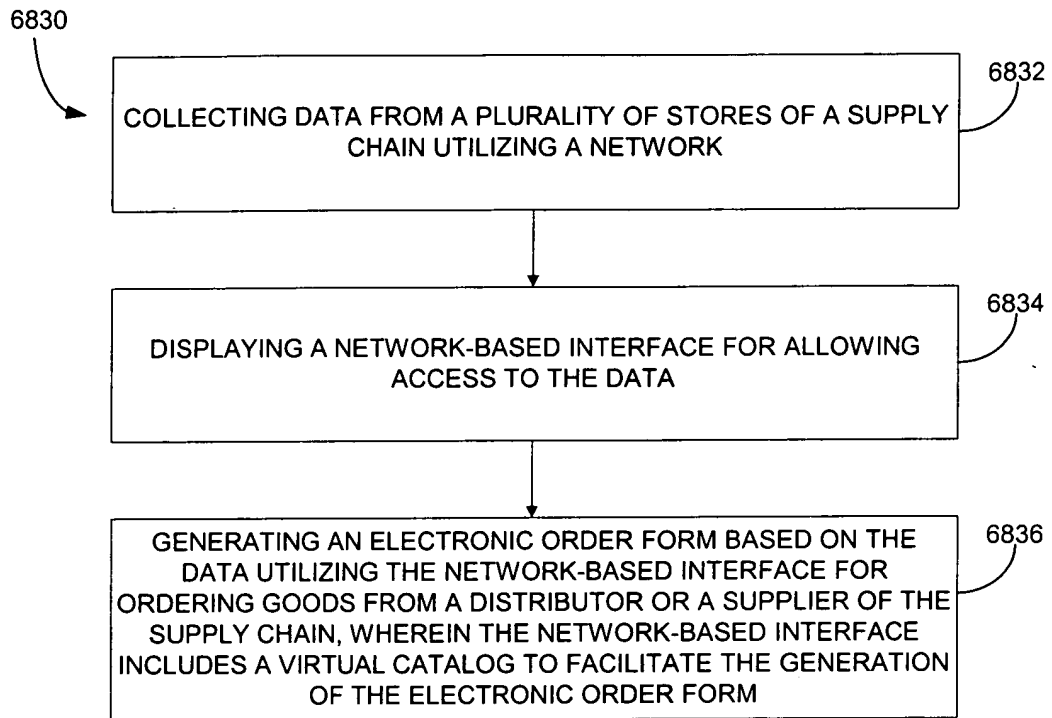 6830
6832
COLLECTING DATA FROM A PLURALITY OF STORES OF A SUPPLY
CHAIN UTILIZING A NETWORK
6834
DISPLAYING A NETWORK-BASED INTERFACE FOR ALLOWING
ACCESS TO THE DATA
6836
GENERATING AN ELECTRONIC ORDER FORM BASED ON THE
DATA UTILIZING THE NETWORK-BASED INTERFACE FOR
ORDERING GOODS FROM A DISTRIBUTOR OR A SUPPLIER OF THE
SUPPLY CHAIN, WHEREIN THE NETWORK-BASED INTERFACE
INCLUDES A VIRTUAL CATALOG TO FACILITATE THE GENERATION
OF THE ELECTRONIC ORDER FORM